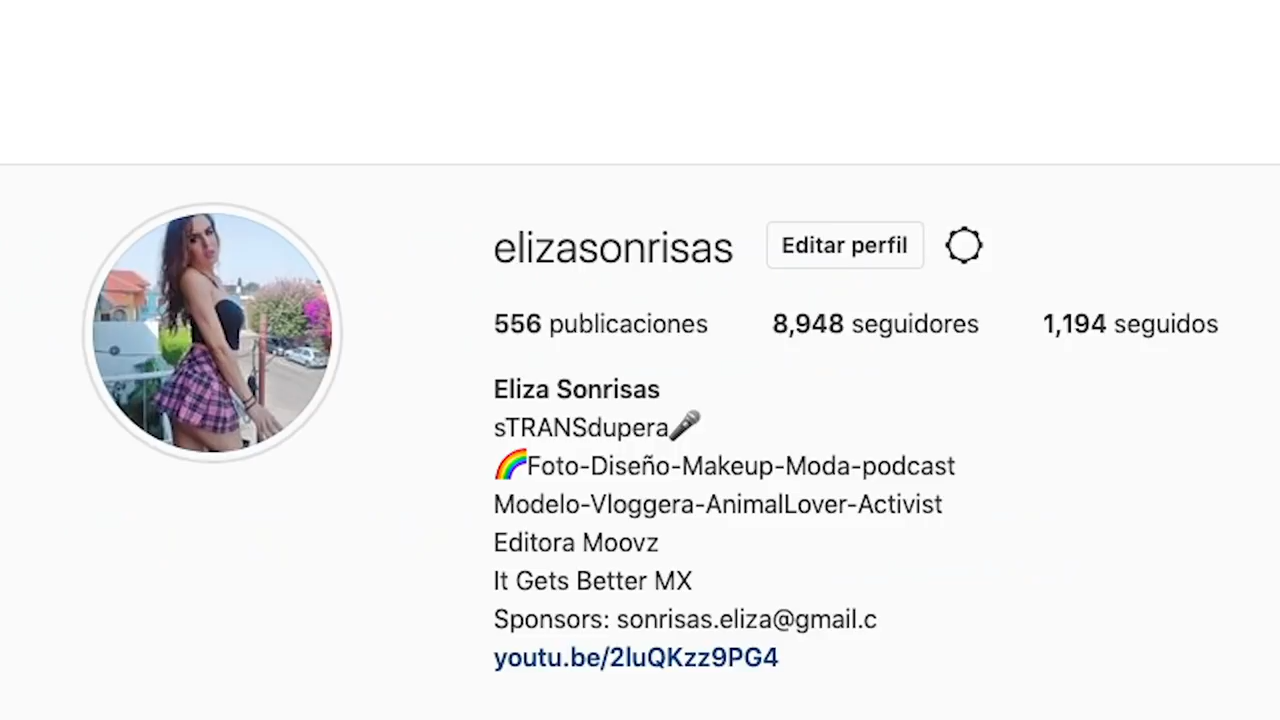 elizasonrisas Editar perfil
556 publicaciones 8,948 seguidores 1,194 seguidos
Eliza Sonrisas
sTRANSdupera🎤
🌈Foto-Diseño-Makeup-Moda-podcast
Modelo-Vloggera-AnimalLover-Activist
Editora Moovz
It Gets Better MX
Sponsors: sonrisas.eliza@gmail.c
youtu.be/2luQKzz9PG4